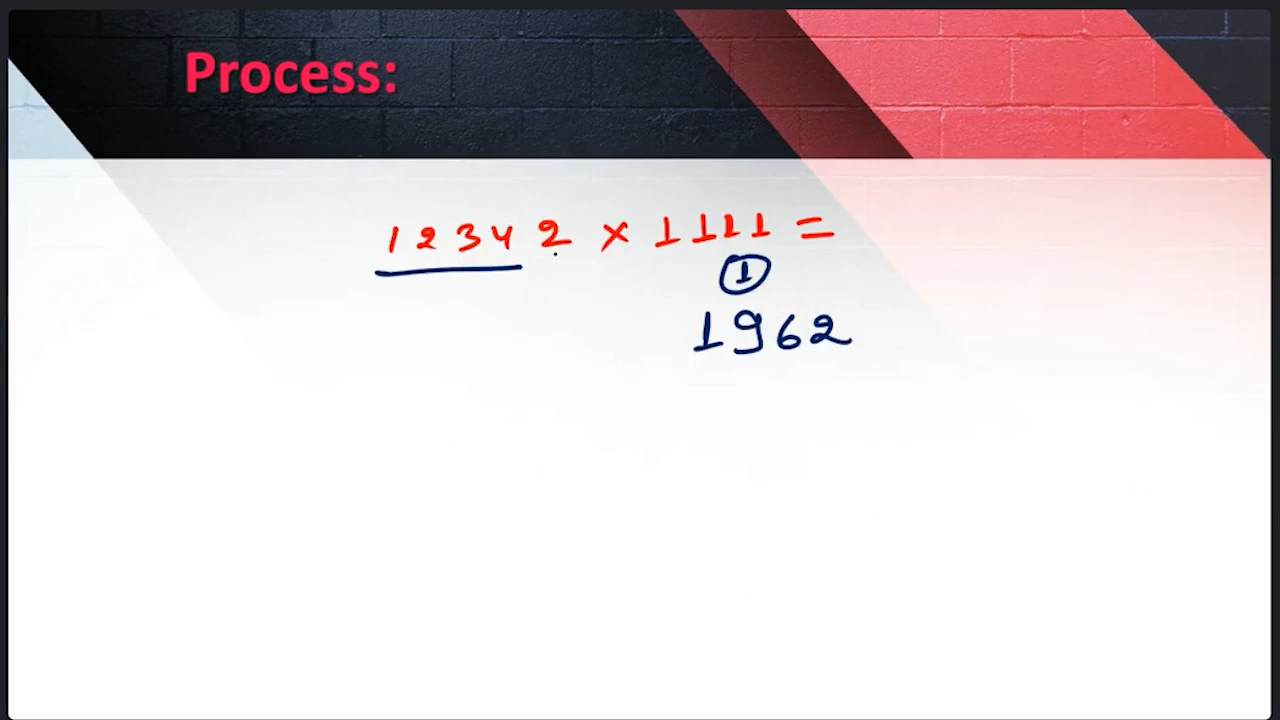 Process:
12342 × 1111 =
1
1962